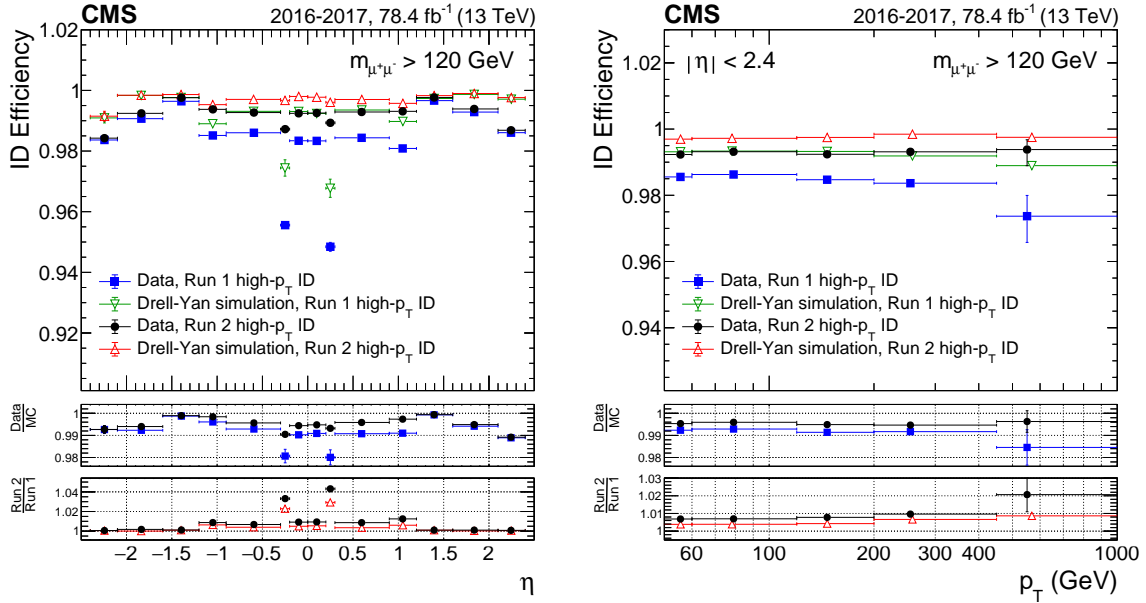 CMS 2016-2017, 78.4 fb⁻¹ (13 TeV)
ID Efficiency
m_μ⁺μ⁻ > 120 GeV
1.02
1
0.98
0.96
0.94
0.92
Data, Run 1 high-p_T ID
Drell-Yan simulation, Run 1 high-p_T ID
Data, Run 2 high-p_T ID
Drell-Yan simulation, Run 2 high-p_T ID
Data
MC
1
0.99
0.98
Run 2
Run 1
1.04
1.02
1
−2 −1.5 −1 −0.5 0 0.5 1 1.5 2
η
CMS 2016-2017, 78.4 fb⁻¹ (13 TeV)
ID Efficiency
|η| < 2.4 m_μ⁺μ⁻ > 120 GeV
1.02
1
0.98
0.96
0.94
Data, Run 1 high-p_T ID
Drell-Yan simulation, Run 1 high-p_T ID
Data, Run 2 high-p_T ID
Drell-Yan simulation, Run 2 high-p_T ID
Data
MC
1
0.99
0.98
Run 2
Run 1
1.03
1.02
1.01
1
60 100 200 300 400 1000
p_T (GeV)